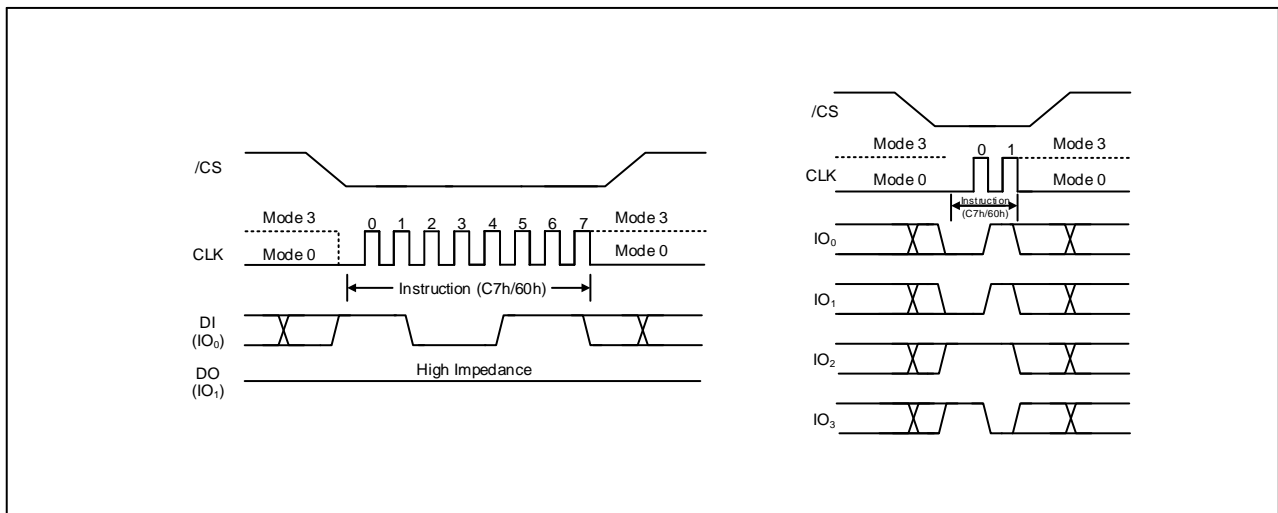 /CS
Mode 3
Mode 3
0 1 2 3 4 5 6 7
CLK
Mode 0
Mode 0
Instruction (C7h/60h)
DI
(IO₀)
High Impedance
DO
(IO₁)
/CS
Mode 3
0 1
Mode 3
CLK
Mode 0
Mode 0
Instruction
(C7h/60h)
IO₀
IO₁
IO₂
IO₃